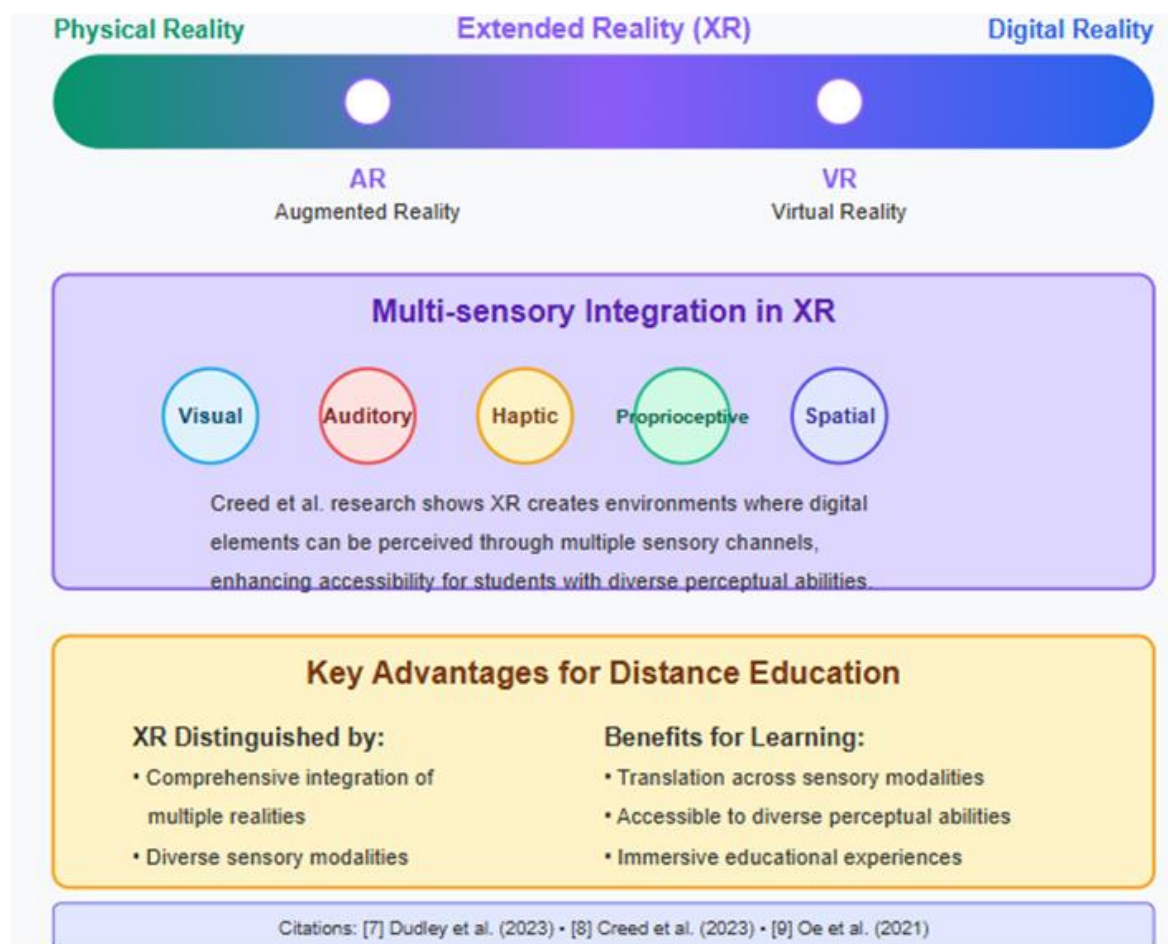 Physical Reality Extended Reality (XR) Digital Reality
AR VR
Augmented Reality Virtual Reality
Multi-sensory Integration in XR
Visual Auditory Haptic Proprioceptive Spatial
Creed et al. research shows XR creates environments where digital
elements can be perceived through multiple sensory channels,
enhancing accessibility for students with diverse perceptual abilities.
Key Advantages for Distance Education
XR Distinguished by:
• Comprehensive integration of
multiple realities
• Diverse sensory modalities
Benefits for Learning:
• Translation across sensory modalities
• Accessible to diverse perceptual abilities
• Immersive educational experiences
Citations: [7] Dudley et al. (2023) • [8] Creed et al. (2023) • [9] Oe et al. (2021)